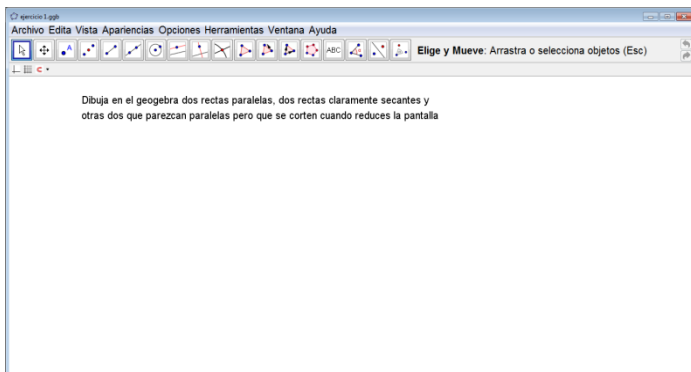 ejercicio 1.ggb
Archivo Edita Vista Apariencias Opciones Herramientas Ventana Ayuda
ABC
Elige y Mueve: Arrastra o selecciona objetos (Esc)
Dibuja en el geogebra dos rectas paralelas, dos rectas claramente secantes y
otras dos que parezcan paralelas pero que se corten cuando reduces la pantalla